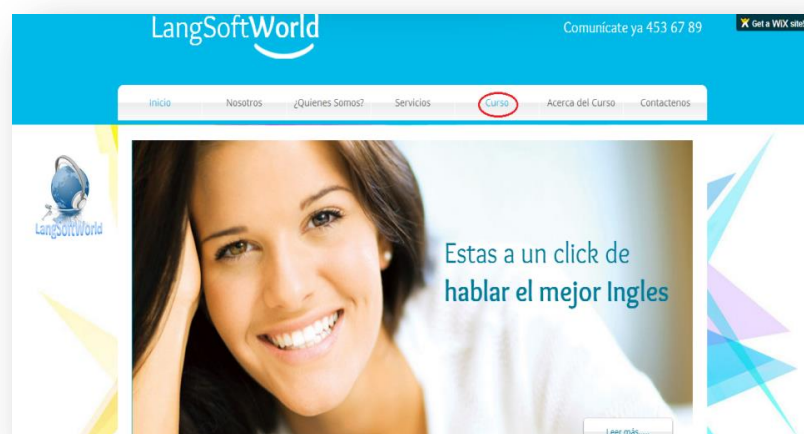 LangSoftWorld
Comunícate ya 453 67 89
Get a WiX site!
Inicio
Nosotros
¿Quienes Somos?
Servicios
Curso
Acerca del Curso
Contactenos
LangSoftWorld
Estas a un click de
hablar el mejor Ingles
Leer más